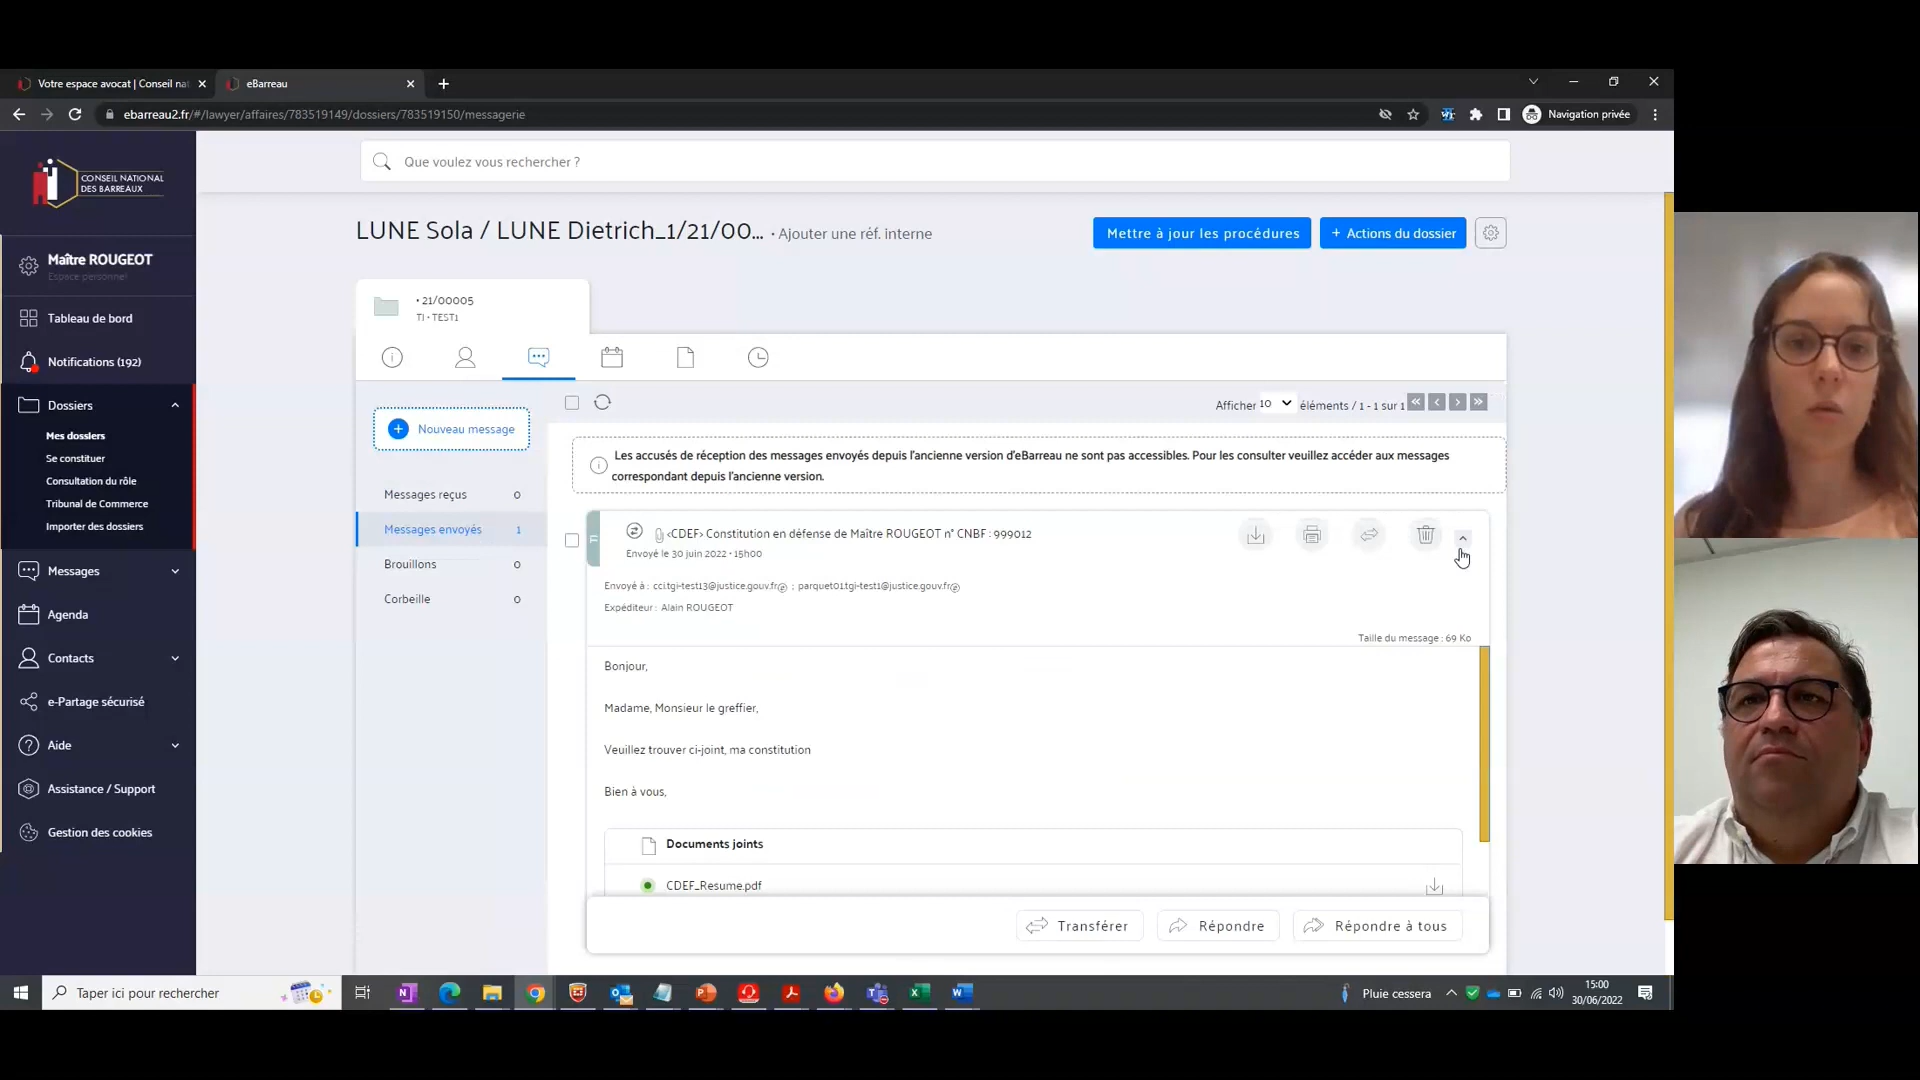 Votre espace avocat | Conseil nat
eBarreau
ebarreau2.fr/#/lawyer/affaires/783519149/dossiers/783519150/messagerie
Navigation privée
CONSEIL NATIONAL
DES BARREAUX
Que voulez vous rechercher ?
LUNE Sola / LUNE Dietrich_1/21/00... • Ajouter une réf. interne
Mettre à jour les procédures
+ Actions du dossier
Maître ROUGEOT
Espace personnel
Tableau de bord
Notifications (192)
Dossiers
Mes dossiers
Se constituer
Consultation du rôle
Tribunal de Commerce
Importer des dossiers
Messages
Agenda
Contacts
e-Partage sécurisé
Aide
Assistance / Support
Gestion des cookies
• 21/00005
TI • TEST1
Nouveau message
Messages reçus 0
Messages envoyés 1
Brouillons 0
Corbeille 0
Afficher 10 éléments / 1 - 1 sur 1
Les accusés de réception des messages envoyés depuis l'ancienne version d'eBarreau ne sont pas accessibles. Pour les consulter veuillez accéder aux messages
correspondant depuis l'ancienne version.
TI
<CDEF> Constitution en défense de Maître ROUGEOT n° CNBF : 999012
Envoyé le 30 juin 2022 • 15h00
Envoyé à : cci.tgi-test13@justice.gouv.fr ; parquet01.tgi-test1@justice.gouv.fr
Expéditeur : Alain ROUGEOT
Taille du message : 69 Ko
Bonjour,
Madame, Monsieur le greffier,
Veuillez trouver ci-joint, ma constitution
Bien à vous,
Documents joints
CDEF_Resume.pdf
Transférer
Répondre
Répondre à tous
Taper ici pour rechercher
Pluie cessera
15:00
30/06/2022